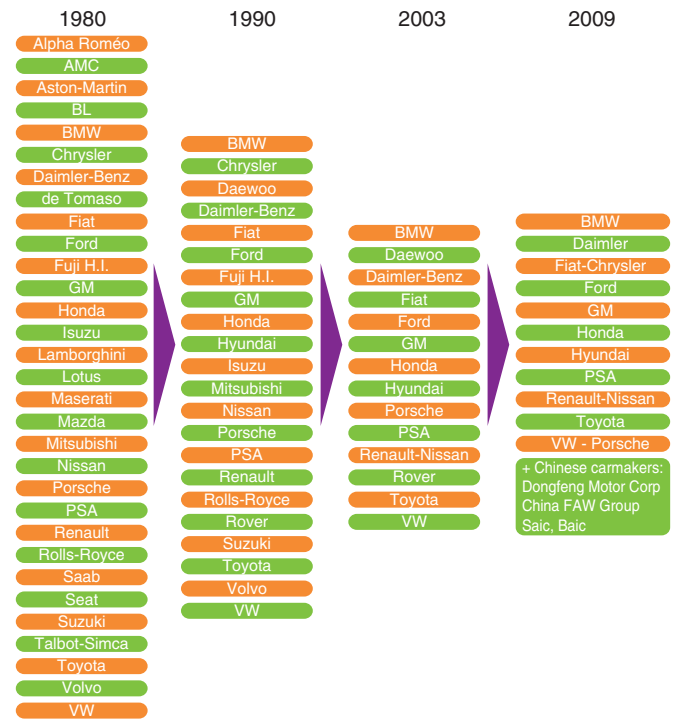 1980
Alpha Roméo
AMC
Aston-Martin
BL
BMW
Chrysler
Daimler-Benz
de Tomaso
Fiat
Ford
Fuji H.I.
GM
Honda
Isuzu
Lamborghini
Lotus
Maserati
Mazda
Mitsubishi
Nissan
Porsche
PSA
Renault
Rolls-Royce
Saab
Seat
Suzuki
Talbot-Simca
Toyota
Volvo
VW
1990
BMW
Chrysler
Daewoo
Daimler-Benz
Fiat
Ford
Fuji H.I.
GM
Honda
Hyundai
Isuzu
Mitsubishi
Nissan
Porsche
PSA
Renault
Rolls-Royce
Rover
Suzuki
Toyota
Volvo
VW
2003
BMW
Daewoo
Daimler-Benz
Fiat
Ford
GM
Honda
Hyundai
Porsche
PSA
Renault-Nissan
Rover
Toyota
VW
2009
BMW
Daimler
Fiat-Chrysler
Ford
GM
Honda
Hyundai
PSA
Renault-Nissan
Toyota
VW - Porsche
+ Chinese carmakers:
Dongfeng Motor Corp
China FAW Group
Saic, Baic